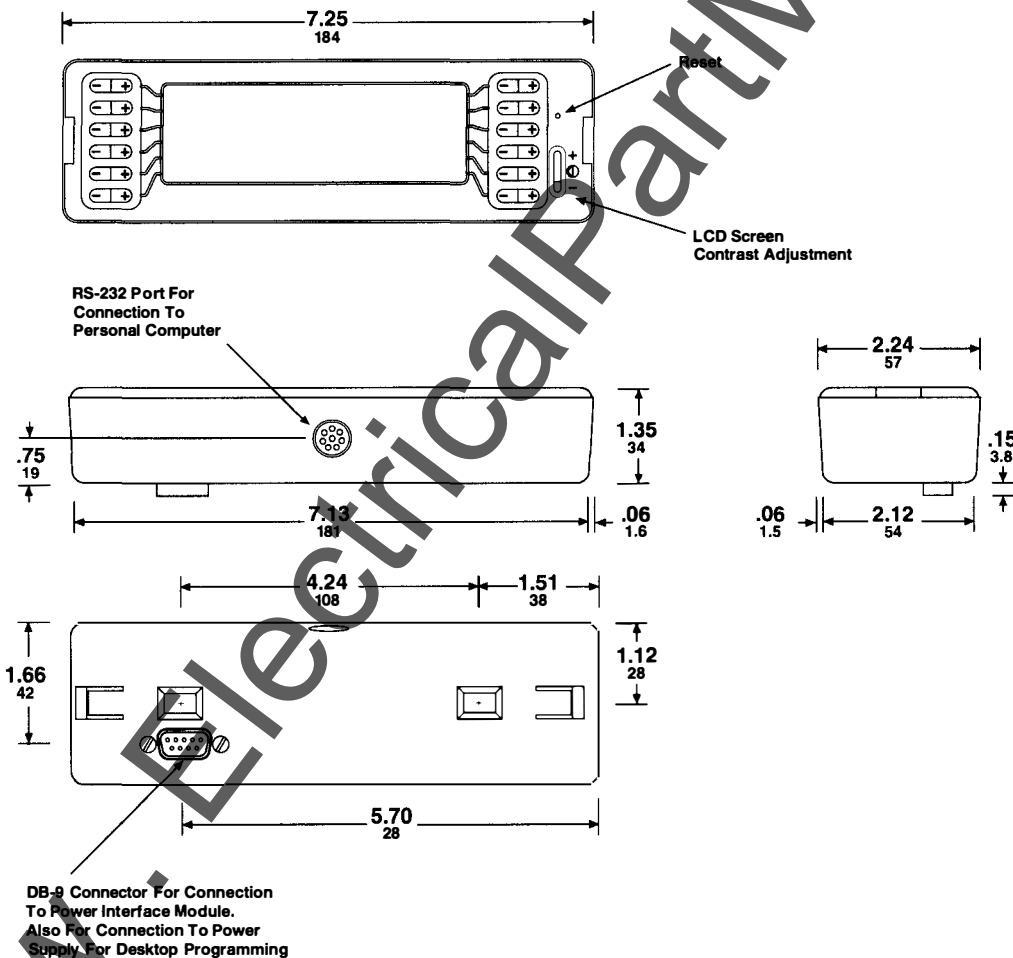 7.25
184
Reset
LCD Screen
Contrast Adjustment
RS-232 Port For
Connection To
Personal Computer
2.24
57
1.35
34
.75
19
.15
3.8
7.13
181
.06
1.6
.06
1.5
2.12
54
4.24
108
1.51
38
1.66
42
1.12
28
5.70
28
DB-9 Connector For Connection
To Power Interface Module.
Also For Connection To Power
Supply For Desktop Programming
ElectricalPartM